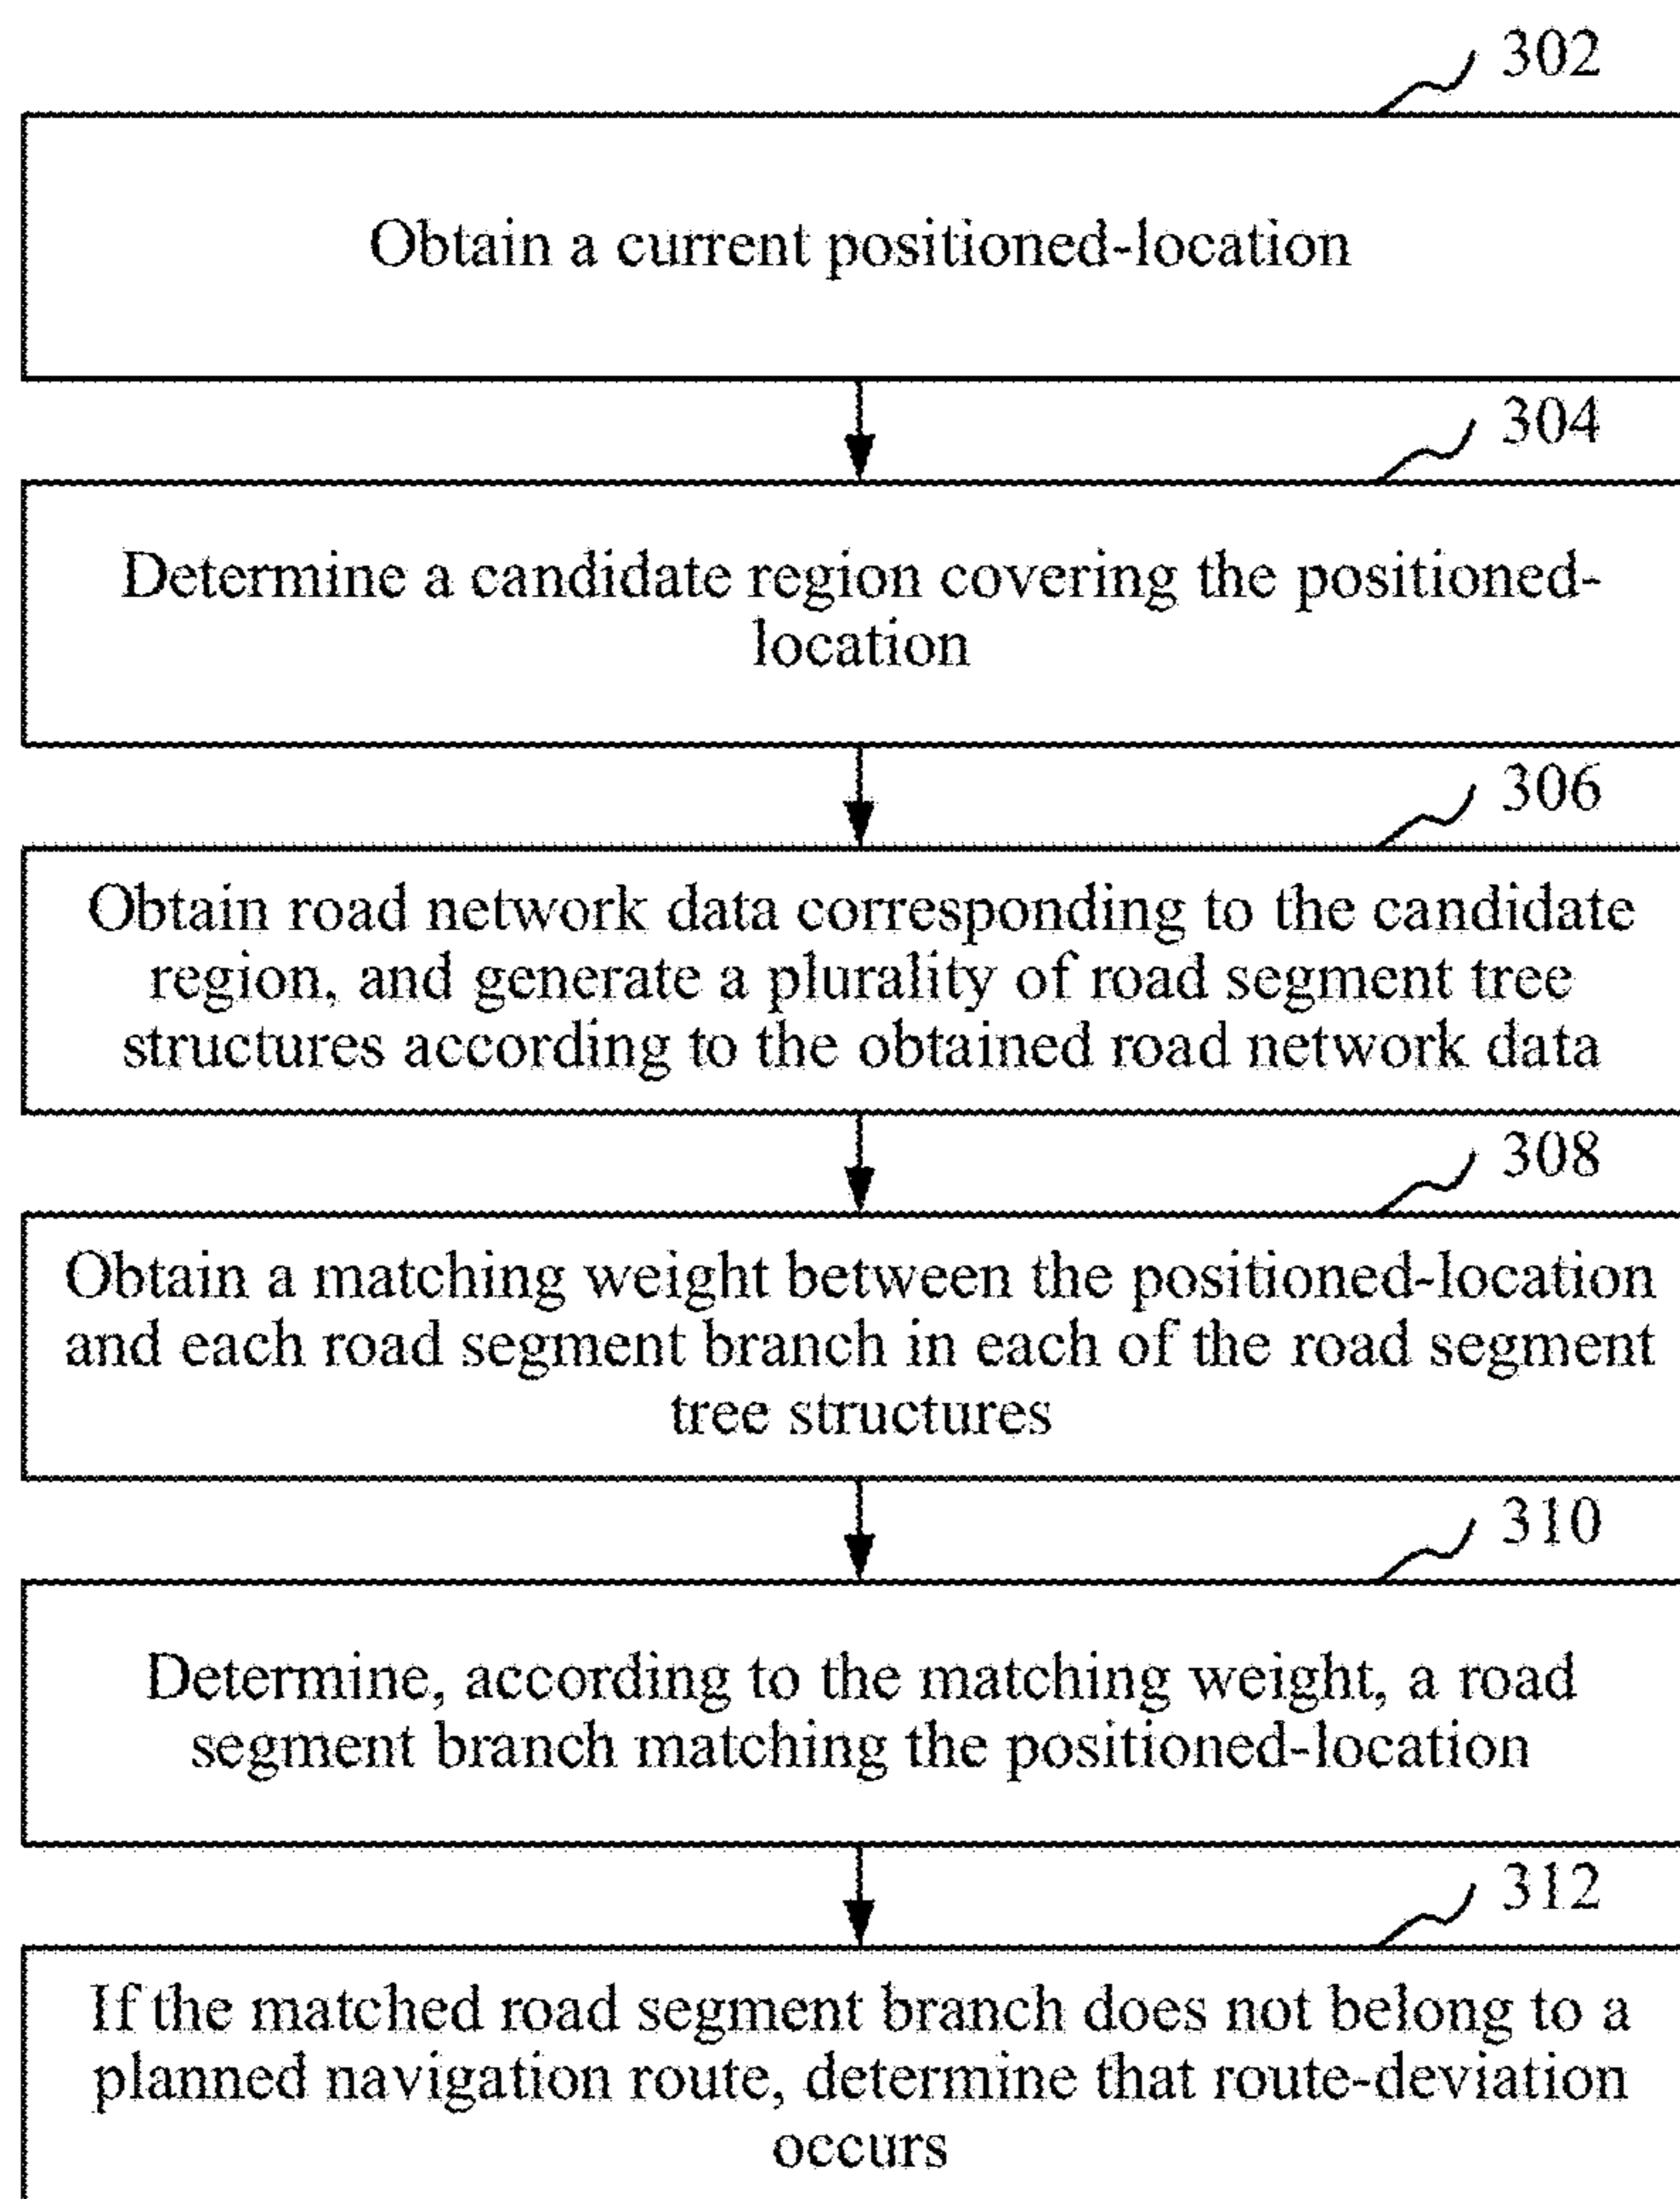 302
Obtain a current positioned-location
304
Determine a candidate region covering the positioned-
location
306
Obtain road network data corresponding to the candidate
region, and generate a plurality of road segment tree
structures according to the obtained road network data
308
Obtain a matching weight between the positioned-location
and each road segment branch in each of the road segment
tree structures
310
Determine, according to the matching weight, a road
segment branch matching the positioned-location
312
If the matched road segment branch does not belong to a
planned navigation route, determine that route-deviation
occurs